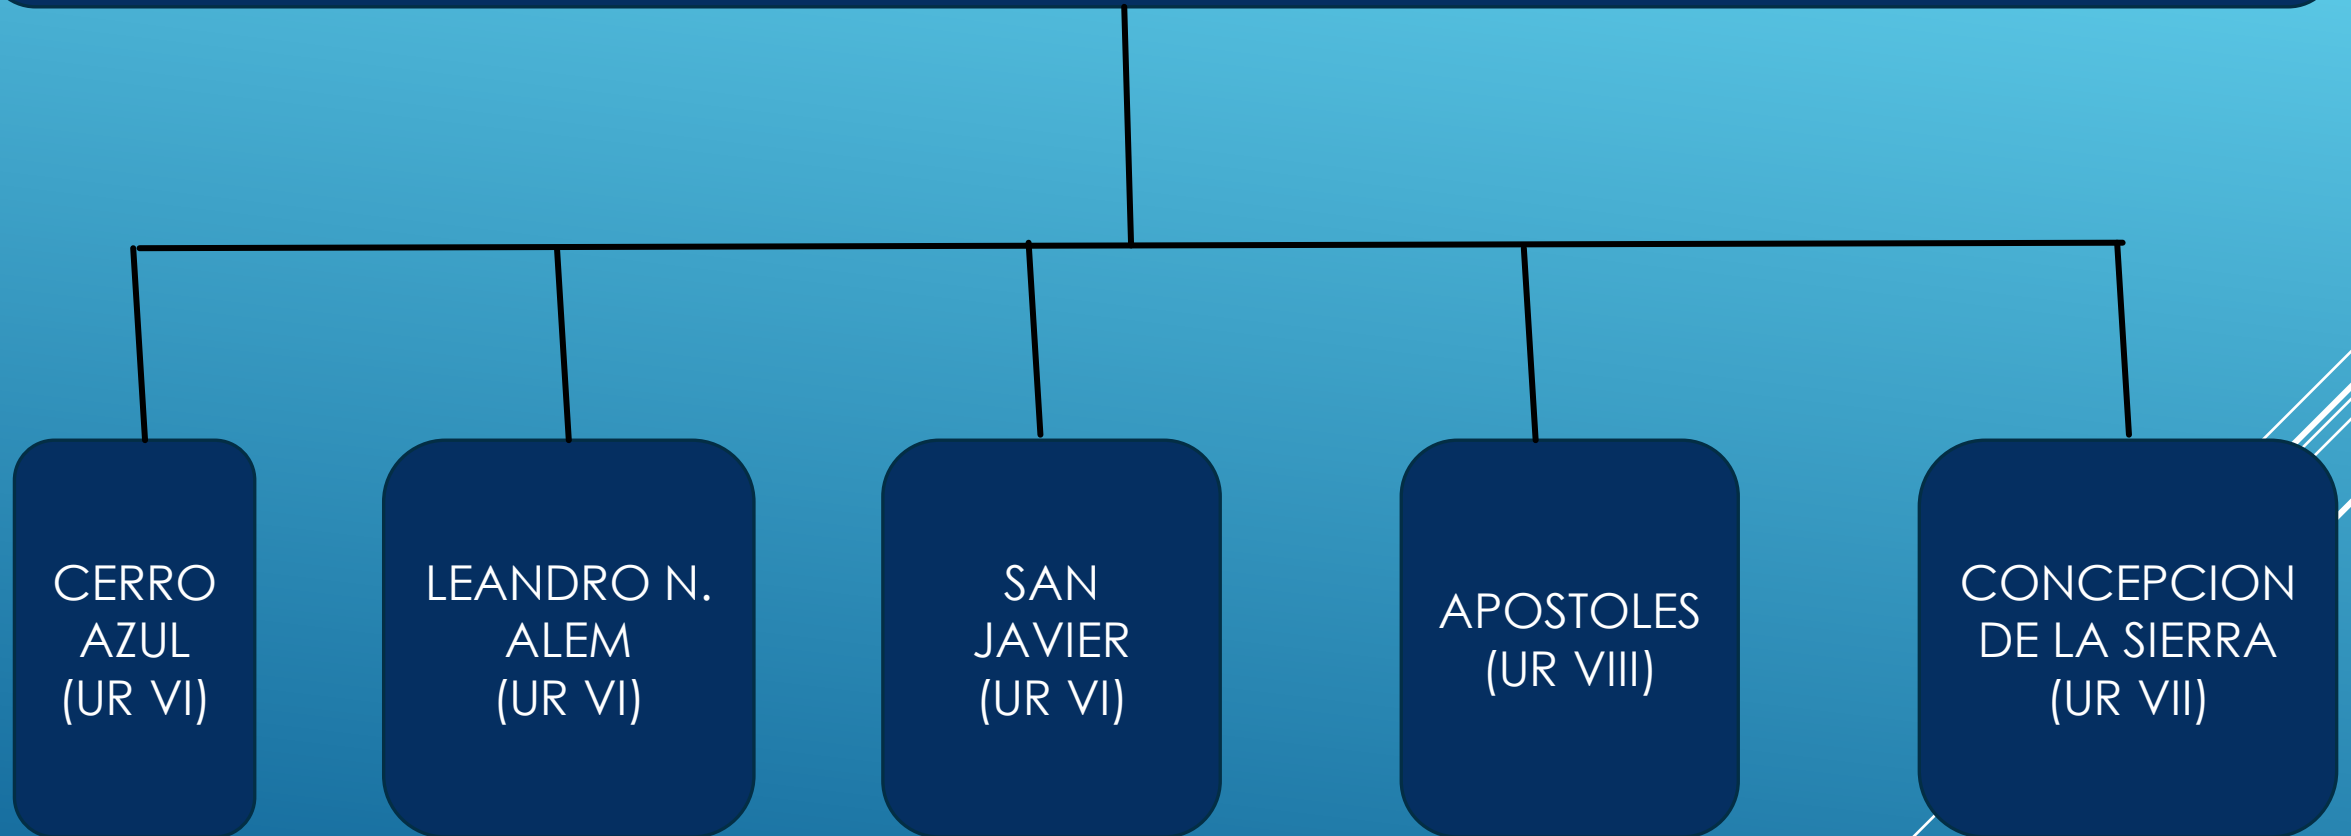 CERRO
AZUL
(UR VI)
LEANDRO N.
ALEM
(UR VI)
SAN
JAVIER
(UR VI)
APOSTOLES
(UR VIII)
CONCEPCION
DE LA SIERRA
(UR VII)